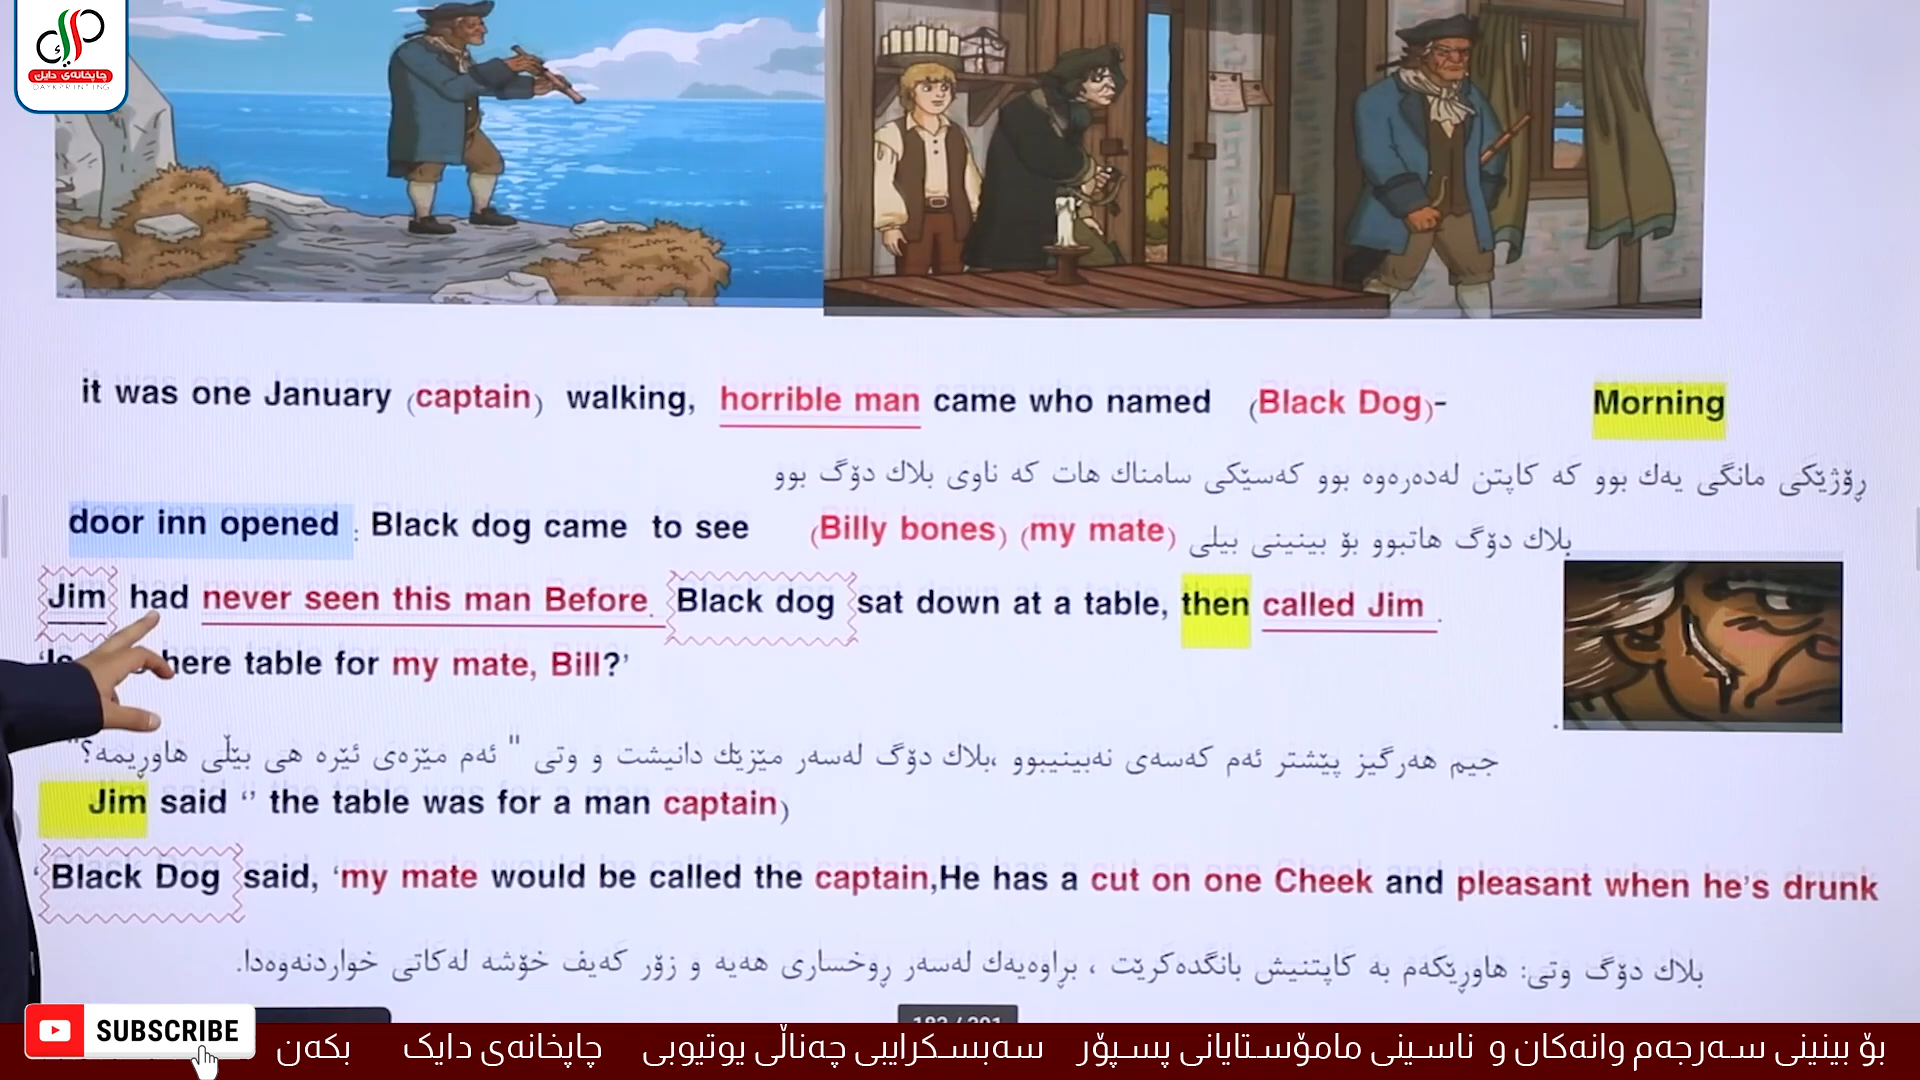 چاپخانەی دایک
DAYKPRINTING
it was one January (captain) walking, horrible man came who named (Black Dog)- Morning
ڕۆژێکی مانگی یەك بوو کە کاپتن لەدەرەوە بوو کەسێکی سامناك هات کە ناوی بلاك دۆگ بوو
door inn opened : Black dog came to see (Billy bones) (my mate) بلاك دۆگ هاتبوو بۆ بینینی بیلی
Jim had never seen this man Before. Black dog sat down at a table, then called Jim .
'Is here table for my mate, Bill?'
جیم هەرگیز پێشتر ئەم کەسەی نەبینیبوو ،بلاك دۆگ لەسەر مێزێك دانیشت و وتی " ئەم مێزەی ئێرە هی بێڵی هاوڕیمە؟"
Jim said '' the table was for a man captain)
'Black Dog said, 'my mate would be called the captain,He has a cut on one Cheek and pleasant when he's drunk
بلاك دۆگ وتی: هاوڕێکەم بە کاپتنیش بانگدەکرێت ، بڕاوەیەك لەسەر ڕوخساری هەیە و زۆر کەیف خۆشە لەکاتی خواردنەوەدا.
SUBSCRIBE
بۆ بینینی سەرجەم وانەکان و ناسینی مامۆستایانی پسپۆر سەبسکرایبی چەناڵی یوتیوبی چاپخانەی دایک بکەن